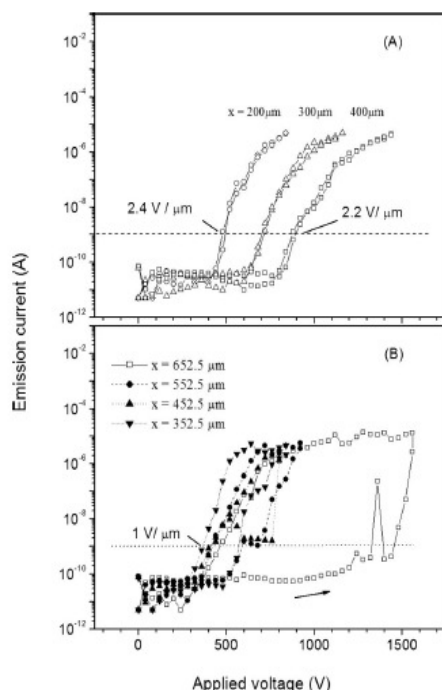 (A)
10⁻²
x = 200μm 300μm 400μm
10⁻⁴
10⁻⁶
2.4 V / μm
2.2 V/ μm
10⁻⁸
10⁻¹⁰
10⁻¹²
Emission current (A)
(B)
10⁻²
x = 652.5 μm
x = 552.5 μm
x = 452.5 μm
x = 352.5 μm
10⁻⁴
10⁻⁶
1 V/ μm
10⁻⁸
10⁻¹⁰
10⁻¹²
0 500 1000 1500
Applied voltage (V)